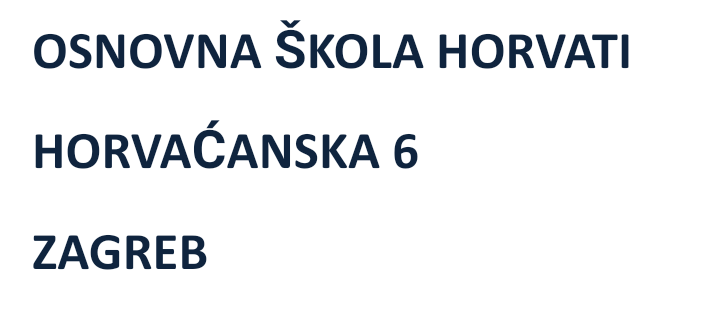 OSNOVNA ŠKOLA HORVATI
HORVAĆANSKA 6
ZAGREB